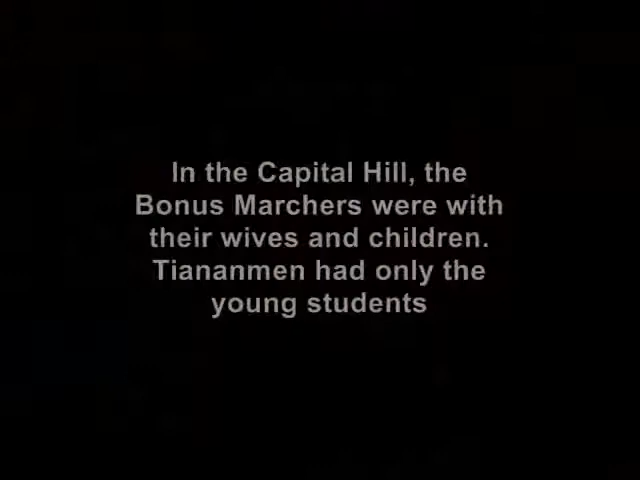 In the Capital Hill, the
Bonus Marchers were with
their wives and children.
Tiananmen had only the
young students